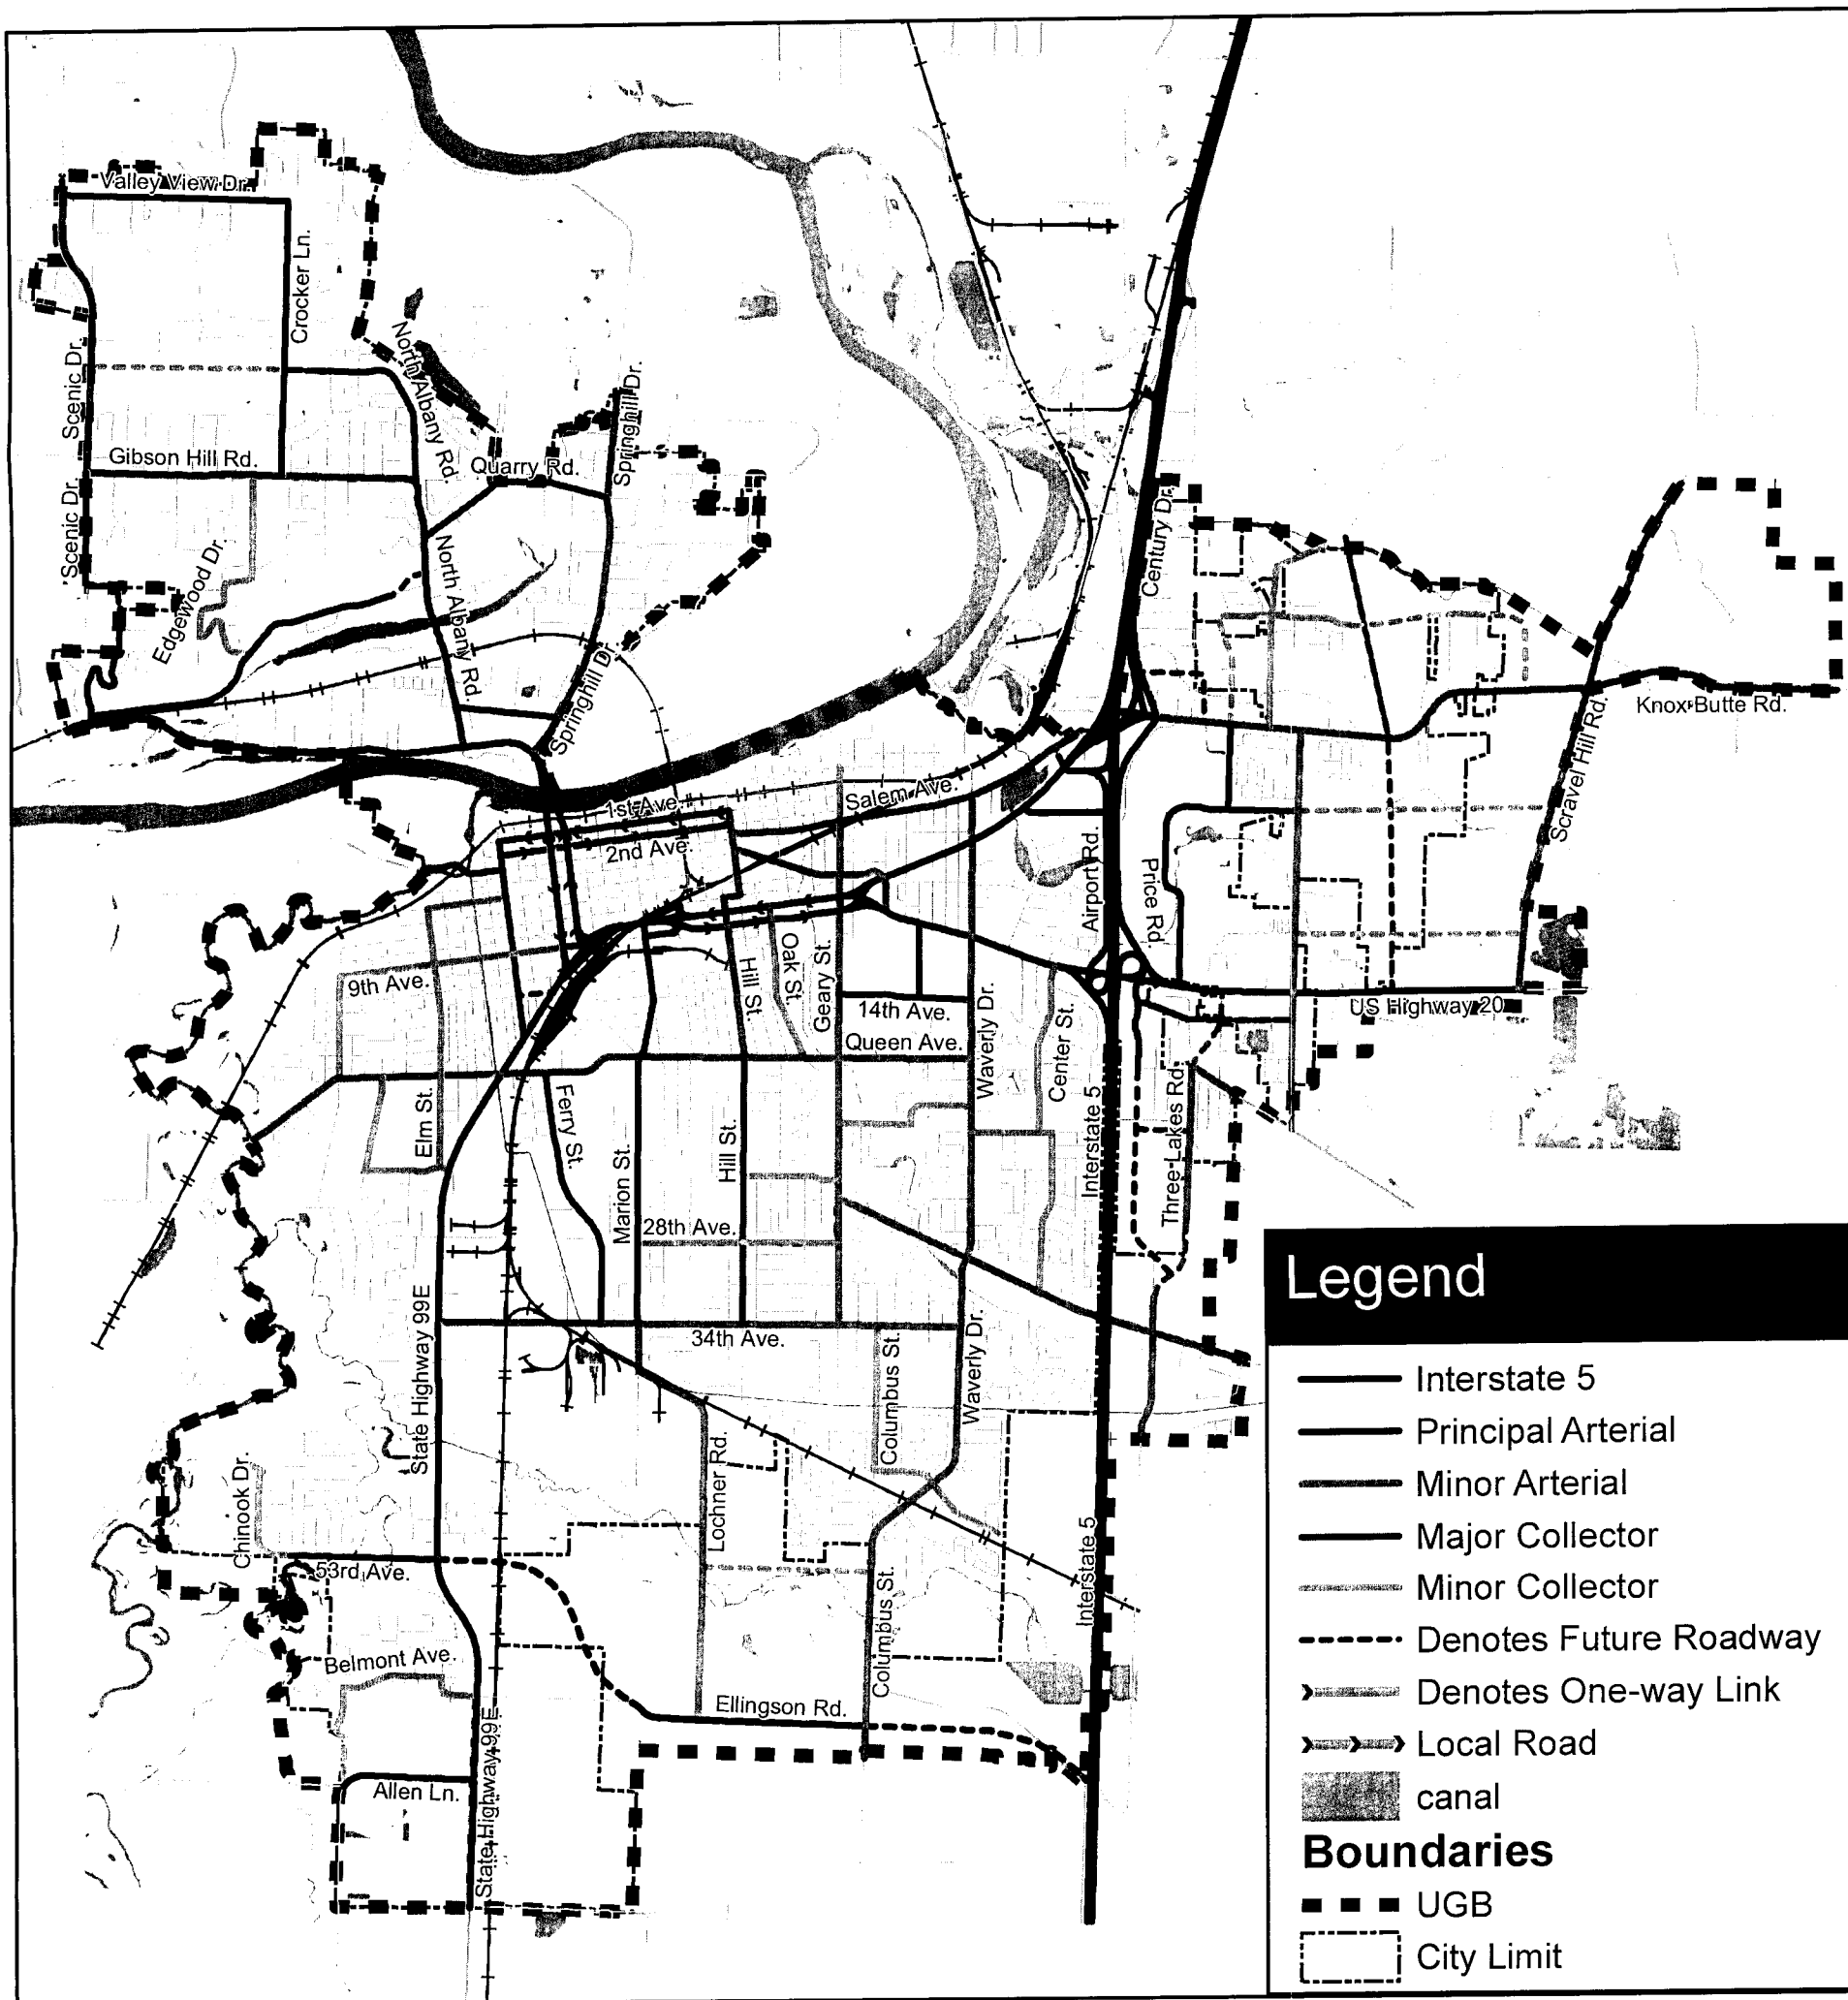 Valley View Dr.
Crocker Ln.
North Albany Rd.
Scenic Dr.
Springhill Dr.
Gibson Hill Rd.
Quarry Rd.
Scenic Dr.
Century Dr.
Edgewood Dr.
North Albany Rd.
Springhill Dr.
Knox Butte Rd.
Scravel Hill Rd.
1st Ave.
Salem Ave.
2nd Ave.
Airport Rd.
Price Rd.
9th Ave.
Hill St.
Oak St.
Geary St.
14th Ave.
US Highway 20
Queen Ave.
Waverly Dr.
Center St.
Elm St.
Ferry St.
Interstate 5
Three Lakes Rd.
Marion St.
Hill St.
28th Ave.
State Highway 99E
34th Ave.
Columbus St.
Waverly Dr.
Lochner Rd.
Chinook Dr.
53rd Ave.
Interstate 5
Columbus St.
Belmont Ave.
Ellingson Rd.
Allen Ln.
State Highway 99E
Legend
Interstate 5
Principal Arterial
Minor Arterial
Major Collector
Minor Collector
Denotes Future Roadway
Denotes One-way Link
Local Road
canal
Boundaries
UGB
City Limit